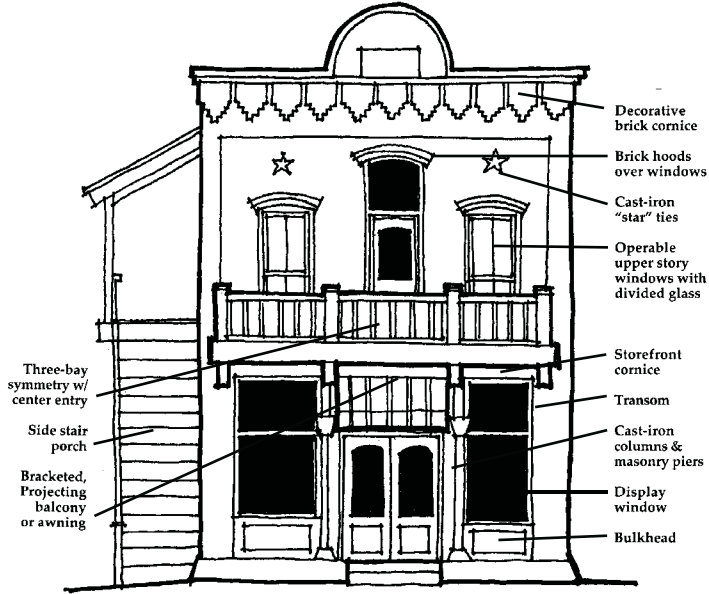 Decorative
brick cornice
Brick hoods
over windows
Cast-iron
“star” ties
Operable
upper story
windows with
divided glass
Three-bay
symmetry w/
center entry
Side stair
porch
Bracketed,
Projecting
balcony
or awning
Storefront
cornice
Transom
Cast-iron
columns &
masonry piers
Display
window
Bulkhead